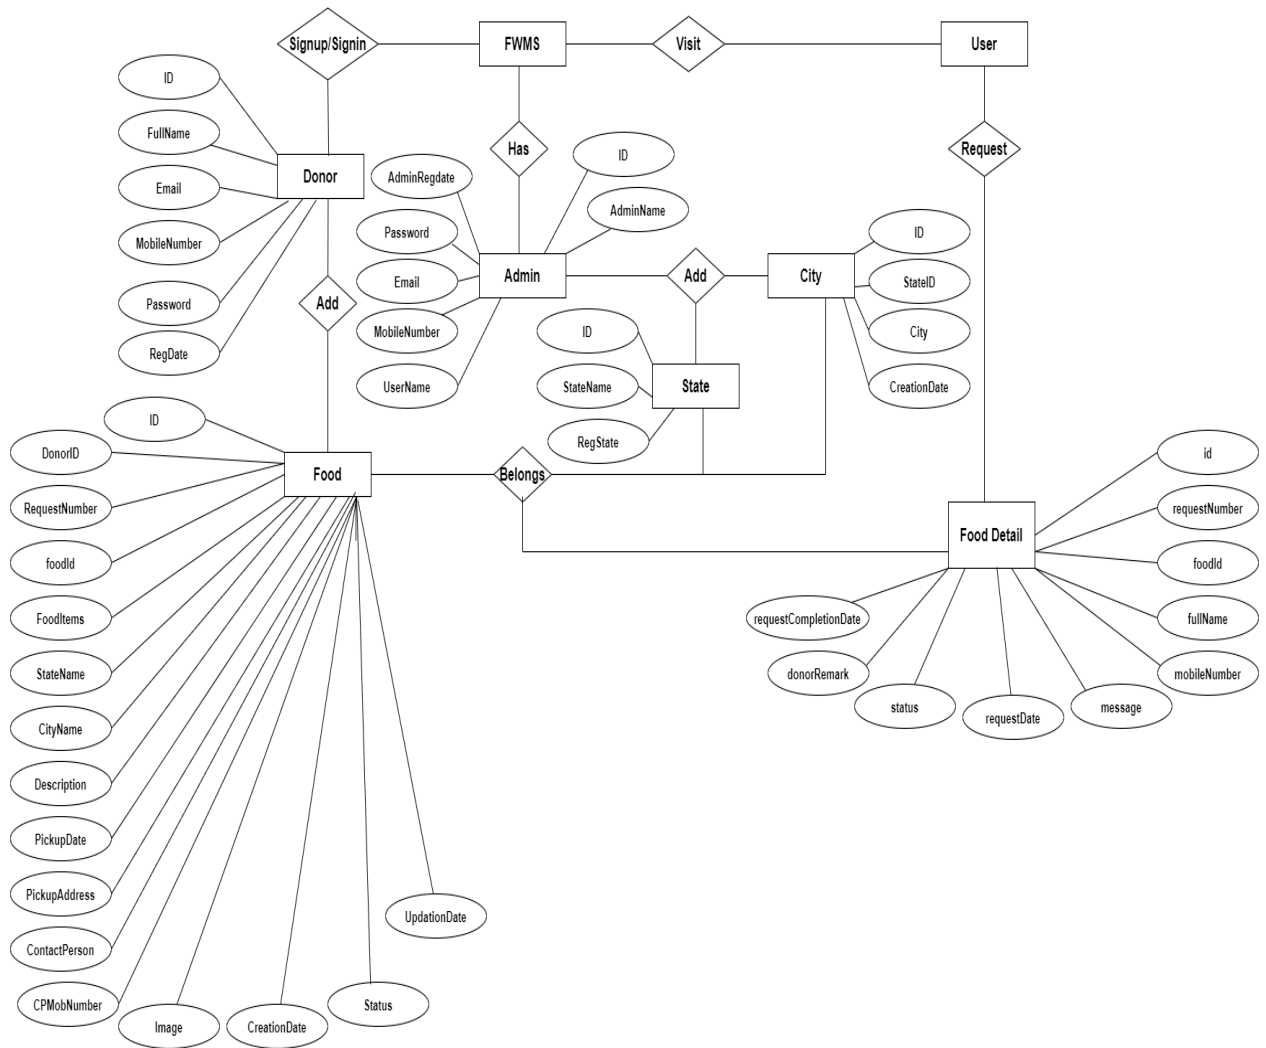 Signup/Signin
FWMS
Visit
User
ID
FullName
Email
MobileNumber
Password
RegDate
Donor
Has
Request
AdminRegdate
ID
AdminName
Password
Email
MobileNumber
UserName
Admin
Add
City
ID
StateID
City
CreationDate
Add
ID
StateName
RegState
State
ID
DonorID
RequestNumber
foodId
FoodItems
StateName
CityName
Description
PickupDate
PickupAddress
ContactPerson
CPMobNumber
Image
CreationDate
Status
UpdationDate
Food
Belongs
Food Detail
id
requestNumber
foodId
fullName
mobileNumber
message
requestDate
status
donorRemark
requestCompletionDate